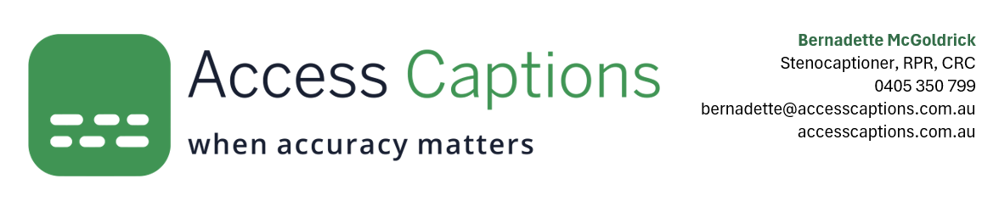 Access Captions
when accuracy matters
Bernadette McGoldrick
Stenocaptioner, RPR, CRC
0405 350 799
bernadette@accesscaptions.com.au
accesscaptions.com.au